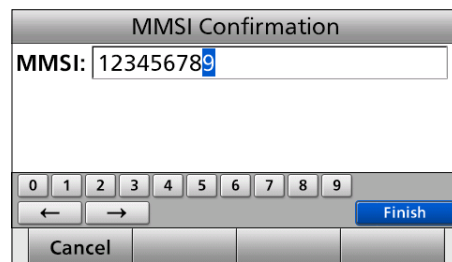 MMSI Confirmation
MMSI: 123456789
0 1 2 3 4 5 6 7 8 9
← → Finish
Cancel